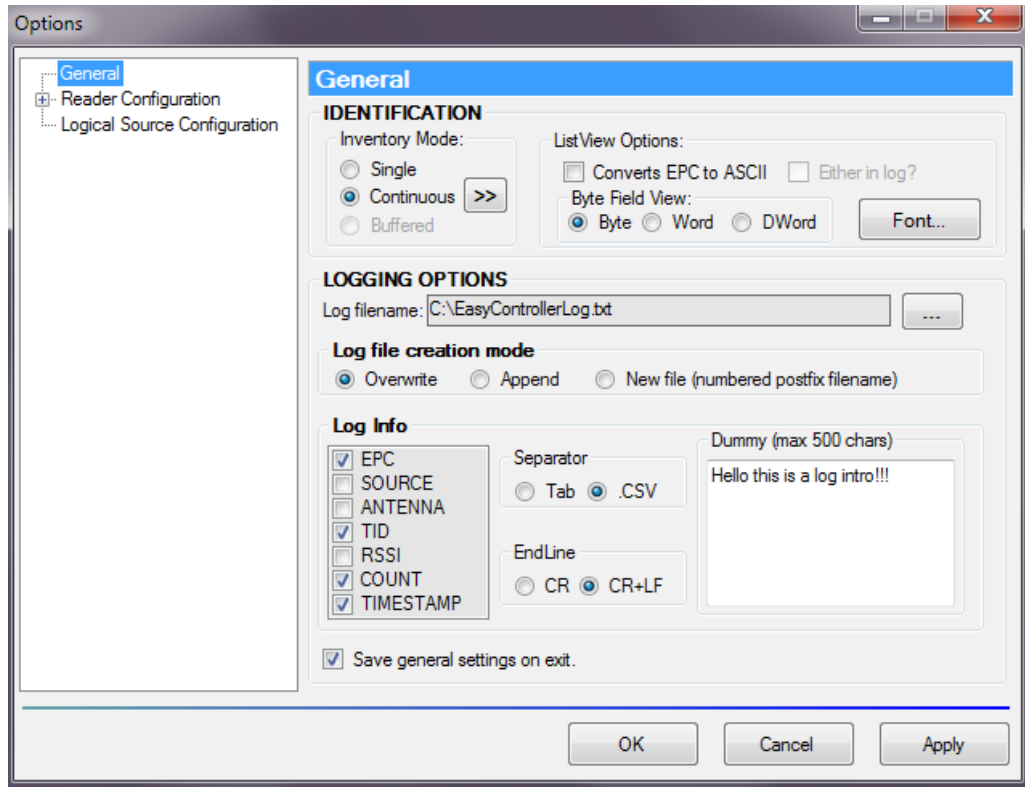 Options
General
Reader Configuration
Logical Source Configuration
General
IDENTIFICATION
Inventory Mode:
Single
Continuous >>
Buffered
ListView Options:
Converts EPC to ASCII Either in log?
Byte Field View:
Byte Word DWord
Font...
LOGGING OPTIONS
Log filename: C:\EasyControllerLog.txt ...
Log file creation mode
Overwrite Append New file (numbered postfix filename)
Log Info
EPC
SOURCE
ANTENNA
TID
RSSI
COUNT
TIMESTAMP
Separator
Tab .CSV
EndLine
CR CR+LF
Dummy (max 500 chars)
Hello this is a log intro!!!
Save general settings on exit.
OK Cancel Apply